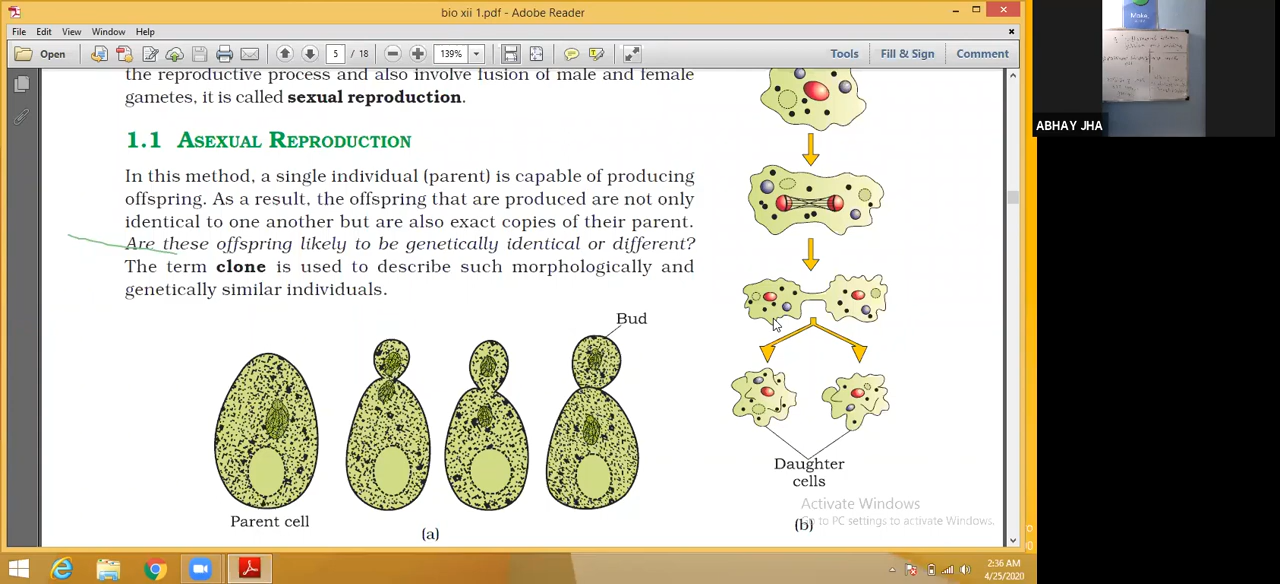 bio xii 1.pdf - Adobe Reader
File Edit View Window Help
Open
5 / 18
139%
Tools Fill & Sign Comment
the reproductive process and also involve fusion of male and female
gametes, it is called sexual reproduction.
1.1 ASEXUAL REPRODUCTION
In this method, a single individual (parent) is capable of producing
offspring. As a result, the offspring that are produced are not only
identical to one another but are also exact copies of their parent.
Are these offspring likely to be genetically identical or different?
The term clone is used to describe such morphologically and
genetically similar individuals.
Bud
Parent cell
(a)
Daughter
cells
(b)
Activate Windows
Go to PC settings to activate Windows.
Make
ABHAY JHA
2:36 AM
4/25/2020